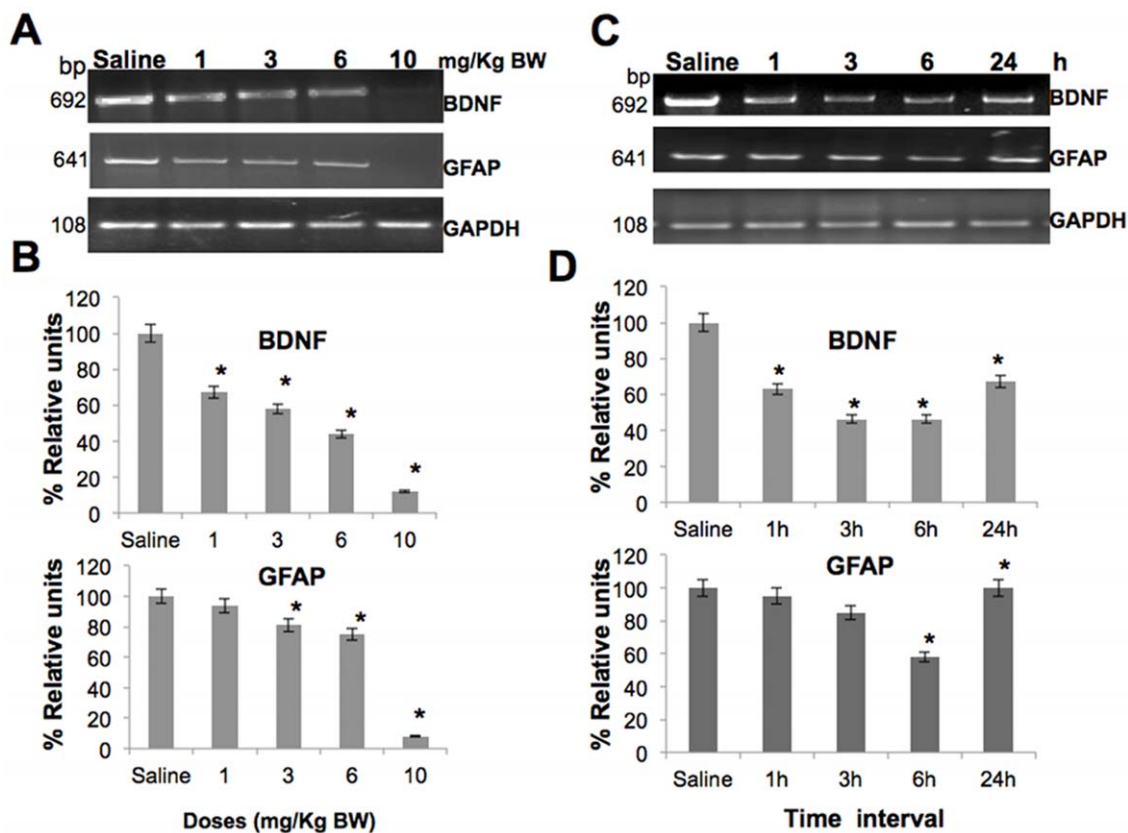 A
Saline 1 3 6 10 mg/Kg BW
bp
692 BDNF
641 GFAP
108 GAPDH
B
% Relative units
120
100
80
60
40
20
0
BDNF
* * * *
Saline 1 3 6 10
% Relative units
120
100
80
60
40
20
0
GFAP
* * *
Saline 1 3 6 10
Doses (mg/Kg BW)
C
Saline 1 3 6 24 h
bp
692 BDNF
641 GFAP
108 GAPDH
D
% Relative units
120
100
80
60
40
20
0
BDNF
* * * *
Saline 1h 3h 6h 24h
% Relative units
120
100
80
60
40
20
0
GFAP
* *
Saline 1h 3h 6h 24h
Time interval